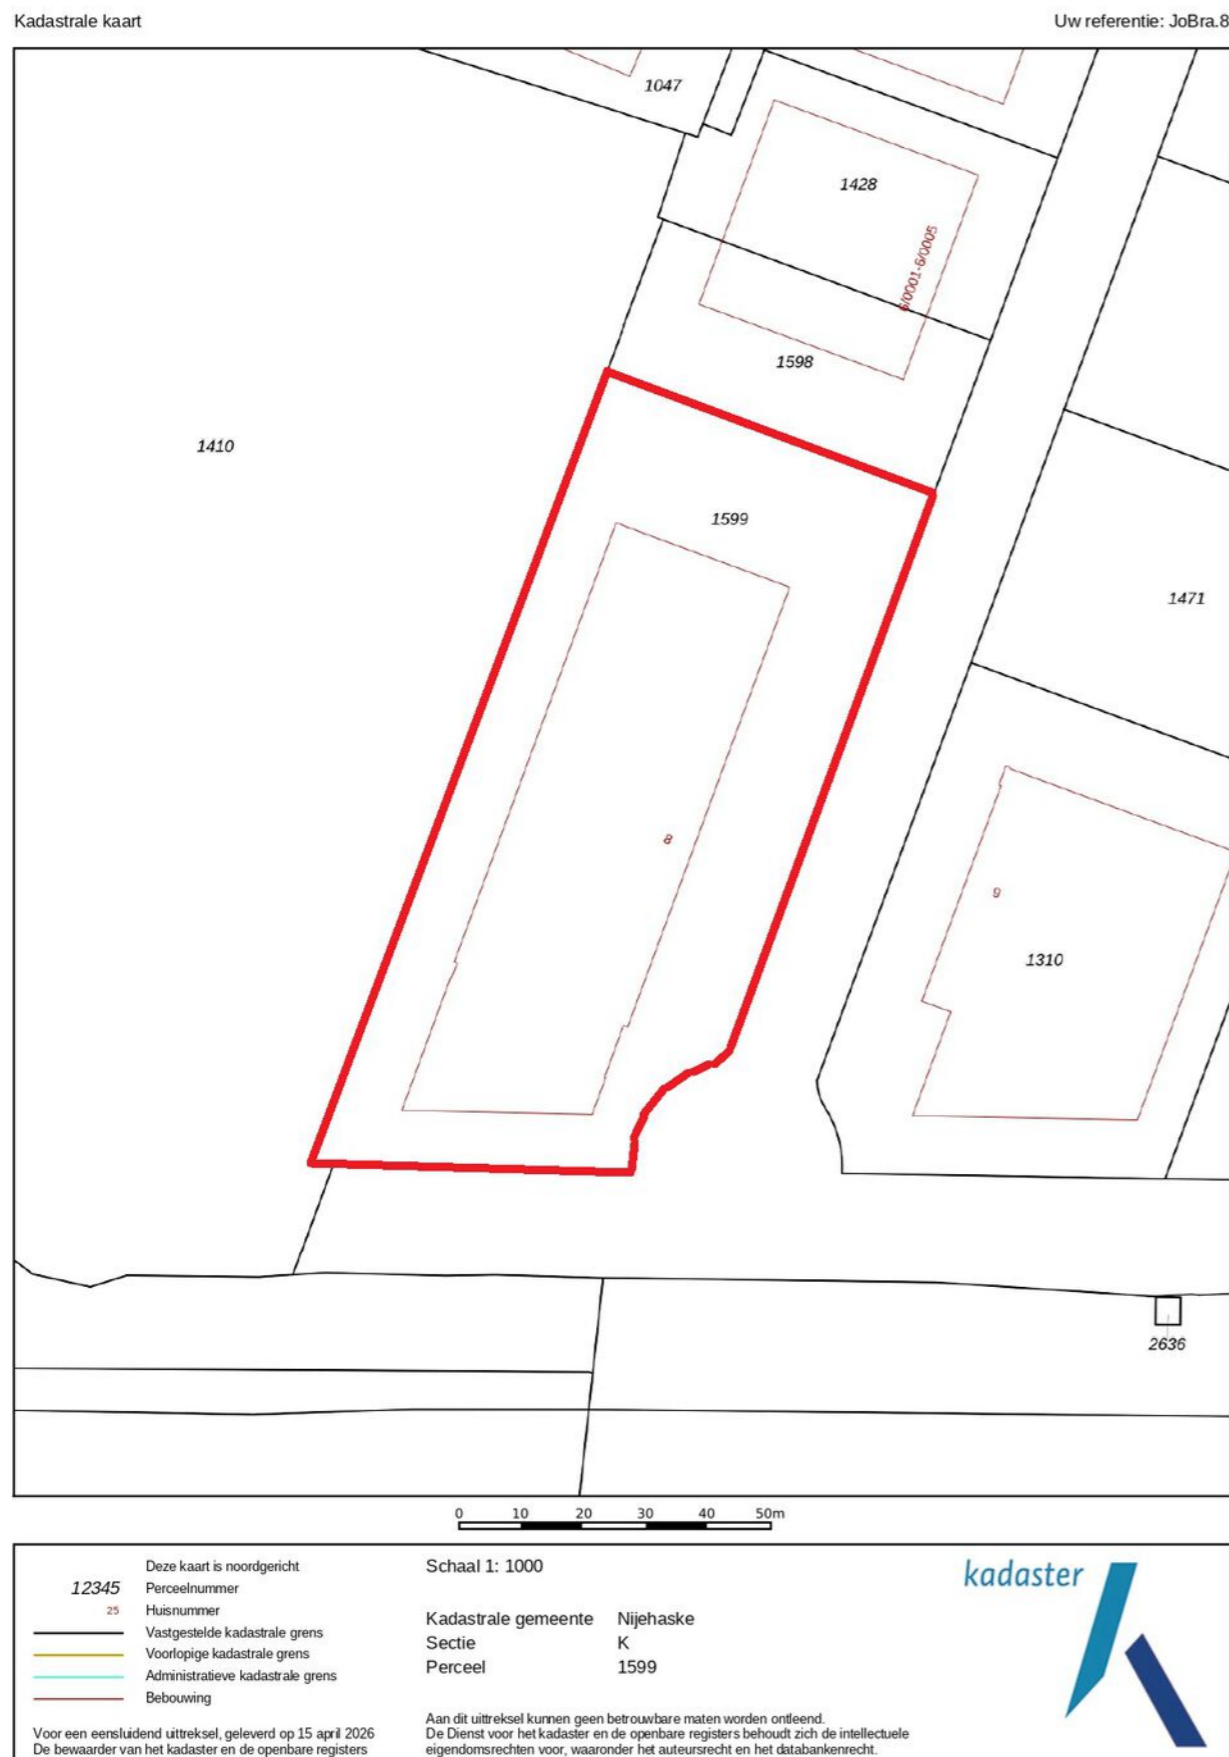 Kadastrale kaart
Uw referentie: JoBra.8
1047
1428
6/0001-6/0005
1598
1410
1599
1471
8
9
1310
2636
0 10 20 30 40 50m
Deze kaart is noordgericht
12345 Perceelnummer
25 Huisnummer
Vastgestelde kadastrale grens
Voorlopige kadastrale grens
Administratieve kadastrale grens
Bebouwing
Voor een eensluidend uittreksel, geleverd op 15 april 2026
De bewaarder van het kadaster en de openbare registers
Schaal 1: 1000
Kadastrale gemeente Nijehaske
Sectie K
Perceel 1599
Aan dit uittreksel kunnen geen betrouwbare maten worden ontleend.
De Dienst voor het kadaster en de openbare registers behoudt zich de intellectuele
eigendomsrechten voor, waaronder het auteursrecht en het databankenrecht.
kadaster